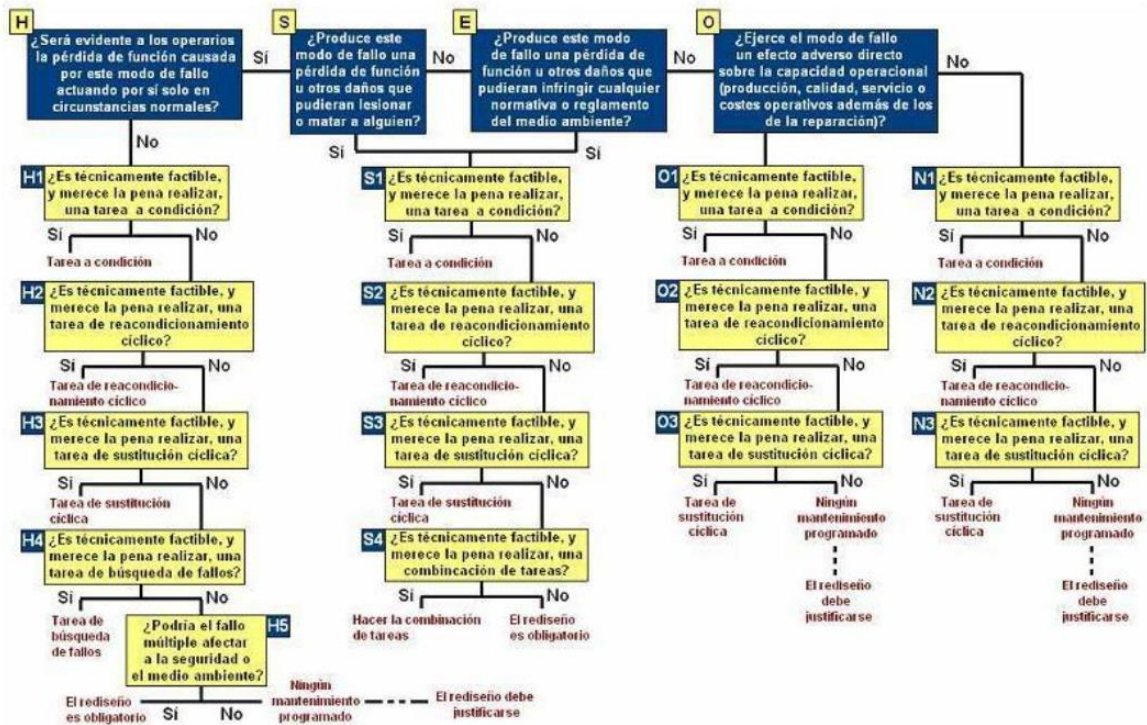 H
¿Será evidente a los operarios
la pérdida de función causada
por este modo de fallo
actuando por sí solo en
circunstancias normales?
Sí
No
S
¿Produce este
modo de fallo una
pérdida de función
u otros daños que
pudieran lesionar
o matar a alguien?
No
Sí
E
¿Produce este modo
de fallo una pérdida de
función u otros daños que
pudieran infringir cualquier
normativa o reglamento
del medio ambiente?
No
Sí
O
¿Ejerce el modo de fallo
un efecto adverso directo
sobre la capacidad operacional
(producción, calidad, servicio o
costes operativos además de los
de la reparación)?
No
H1
¿Es técnicamente factible,
y merece la pena realizar,
una tarea a condición?
Sí
No
Tarea a condición
H2
¿Es técnicamente factible, y
merece la pena realizar, una
tarea de reacondicionamiento
cíclico?
Sí
No
Tarea de reacondicio-
namiento cíclico
H3
¿Es técnicamente factible, y
merece la pena realizar, una
tarea de sustitución cíclica?
Sí
No
Tarea de sustitución
cíclica
H4
¿Es técnicamente factible, y
merece la pena realizar, una
tarea de búsqueda de fallos?
Sí
No
Tarea de
búsqueda
de fallos
H5
¿Podría el fallo
múltiple afectar
a la seguridad o
el medio ambiente?
El rediseño
es obligatorio
Sí
No
Ningún
mantenimiento
programado
El rediseño debe
justificarse
S1
¿Es técnicamente factible,
y merece la pena realizar,
una tarea a condición?
Sí
No
Tarea a condición
S2
¿Es técnicamente factible, y
merece la pena realizar, una
tarea de reacondicionamiento
cíclico?
Sí
No
Tarea de reacondicio-
namiento cíclico
S3
¿Es técnicamente factible, y
merece la pena realizar, una
tarea de sustitución cíclica?
Sí
No
Tarea de sustitución
cíclica
S4
¿Es técnicamente factible, y
merece la pena realizar, una
combincación de tareas?
Sí
No
Hacer la combinación
de tareas
El rediseño
es obligatorio
O1
¿Es técnicamente factible,
y merece la pena realizar,
una tarea a condición?
Sí
No
Tarea a condición
O2
¿Es técnicamente factible, y
merece la pena realizar, una
tarea de reacondicionamiento
cíclico?
Sí
No
Tarea de reacondicio-
namiento cíclico
O3
¿Es técnicamente factible, y
merece la pena realizar, una
tarea de sustitución cíclica?
Sí
No
Tarea de
sustitución
cíclica
Ningún
mantenimiento
programado
El rediseño
debe
justificarse
N1
¿Es técnicamente factible,
y merece la pena realizar,
una tarea a condición?
Sí
No
Tarea a condición
N2
¿Es técnicamente factible, y
merece la pena realizar, una
tarea de reacondicionamiento
cíclico?
Sí
No
Tarea de reacondicio-
namiento cíclico
N3
¿Es técnicamente factible, y
merece la pena realizar, una
tarea de sustitución cíclica?
Sí
No
Tarea de
sustitución
cíclica
Ningún
mantenimiento
programado
El rediseño
debe
justificarse